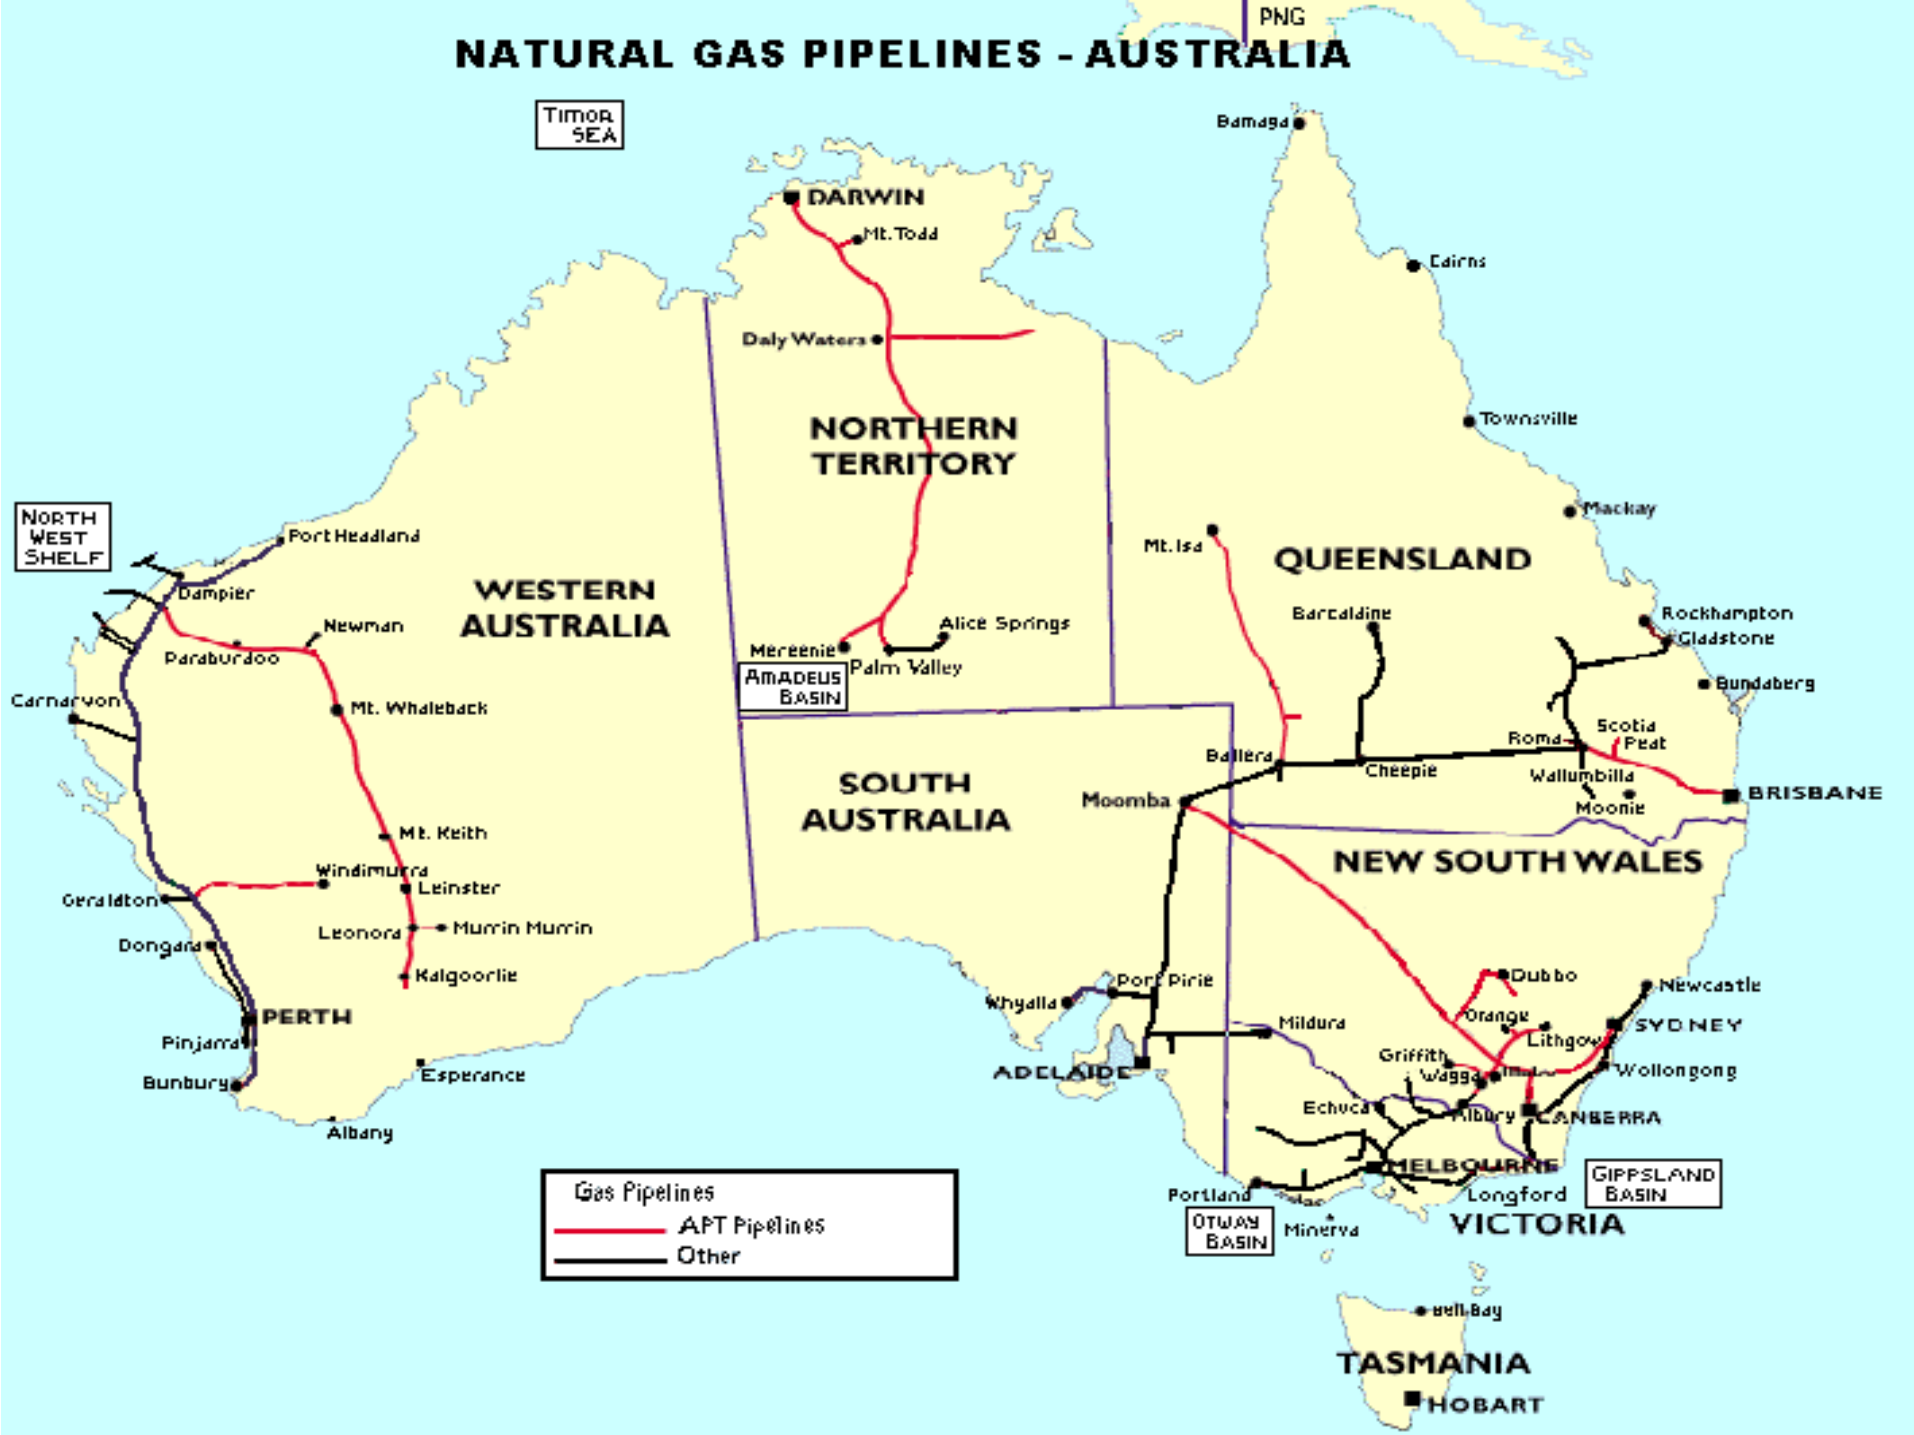 PNG
NATURAL GAS PIPELINES - AUSTRALIA
TIMOR
SEA
Bamaga
DARWIN
Mt. Todd
Cairns
Daly Waters
NORTHERN
TERRITORY
Townsville
Mackay
NORTH
WEST
SHELF
Port Headland
Mt. Isa
QUEENSLAND
Dampier
WESTERN
AUSTRALIA
Newman
Paraburdoo
Alice Springs
Mereenie
Palm Valley
AMADEUS
BASIN
Barcaldine
Rockhampton
Gladstone
Bundaberg
Carnarvon
Mt. Whaleback
Scotia
Roma
Peat
Ballera
Cheepie
Wallumbilla
SOUTH
AUSTRALIA
Moomba
Moonie
BRISBANE
Mt. Keith
NEW SOUTH WALES
Windimurra
Leinster
Geraldton
Leonora
Murrin Murrin
Dongara
Kalgoorlie
Port Pirie
Whyalla
Dubbo
Newcastle
PERTH
Orange
SYDNEY
Mildura
Lithgow
Pinjarra
Griffith
ADELAIDE
Wagga
Wollongong
Bunbury
Esperance
Echuca
Albury
CANBERRA
Albany
MELBOURNE
GIPPSLAND
BASIN
Portland
Longford
OTWAY
BASIN
Minerva
VICTORIA
Gas Pipelines
APT Pipelines
Other
Bell Bay
TASMANIA
HOBART